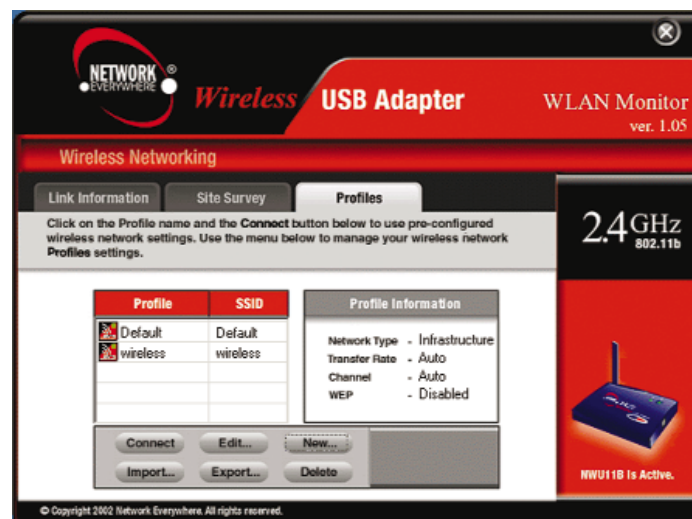 NETWORK ®
EVERYWHERE
Wireless USB Adapter
WLAN Monitor
ver. 1.05
Wireless Networking
Link Information Site Survey Profiles
Click on the Profile name and the Connect button below to use pre-configured
wireless network settings. Use the menu below to manage your wireless network
Profiles settings.
2.4 GHz
802.11b
Profile SSID
Default Default
wireless wireless
Profile Information
Network Type - Infrastructure
Transfer Rate - Auto
Channel - Auto
WEP - Disabled
Connect Edit... New...
Import... Export... Delete
NWU11B Is Active.
© Copyright 2002 Network Everywhere. All rights reserved.